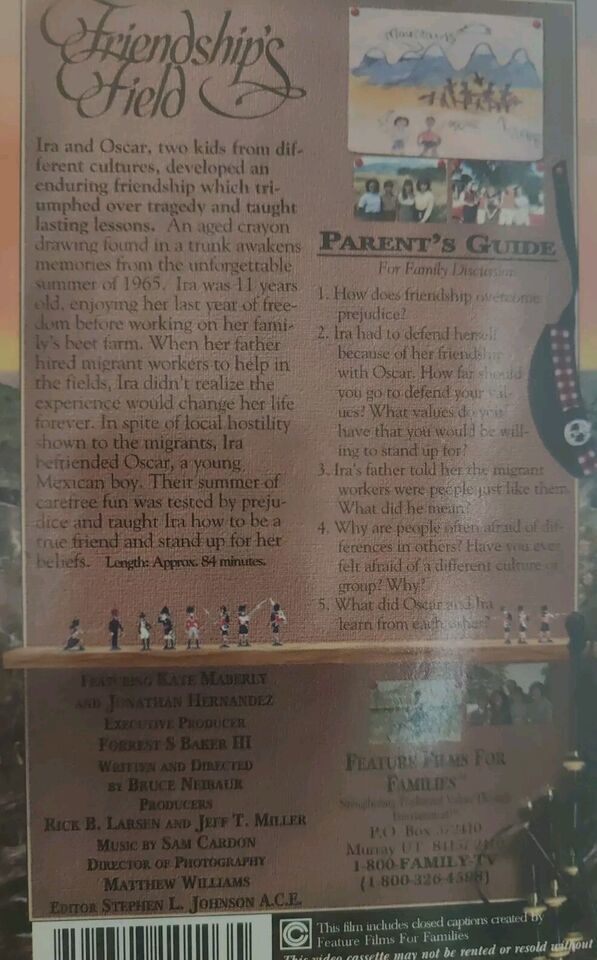 Friendship's
Field
Ira and Oscar, two kids from dif-
ferent cultures, developed an
enduring friendship which tri-
umphed over tragedy and taught
lasting lessons. An aged crayon
drawing found in a trunk awakens
memories from the unforgettable
summer of 1965. Ira was 11 years
old, enjoying her last year of free-
dom before working on her fami-
ly's beet farm. When her father
hired migrant workers to help in
the fields, Ira didn't realize the
experience would change her life
forever. In spite of local hostility
shown to the migrants, Ira
befriended Oscar, a young
Mexican boy. Their summer of
carefree fun was tested by preju-
dice and taught Ira how to be a
true friend and stand up for her
beliefs. Length: Approx. 84 minutes.
PARENT'S GUIDE
For Family Discussion
1. How does friendship overcome
prejudice?
2. Ira had to defend herself
because of her friendship
with Oscar. How far should
you go to defend your val-
ues? What values do you
have that you would be will-
ing to stand up for?
3. Ira's father told her the migrant
workers were people just like them.
What did he mean?
4. Why are people often afraid of dif-
ferences in others? Have you ever
felt afraid of a different culture or
group? Why?
5. What did Oscar and Ira
learn from each other?
FEATURING KATE MABERLY
AND JONATHAN HERNANDEZ
EXECUTIVE PRODUCER
FORREST S BAKER III
WRITTEN AND DIRECTED
BY BRUCE NEIBAUR
PRODUCERS
RICK B. LARSEN AND JEFF T. MILLER
MUSIC BY SAM CARDON
DIRECTOR OF PHOTOGRAPHY
MATTHEW WILLIAMS
EDITOR STEPHEN L. JOHNSON A.C.E.
FEATURE FILMS FOR
FAMILIES™
Strengthening Traditional Values Through
Entertainment™
P.O. Box 572410
Murray UT 84157-2410
1-800-FAMILY-TV
(1-800-326-4598)
This film includes closed captions created by
Feature Films For Families
This video cassette may not be rented or resold without